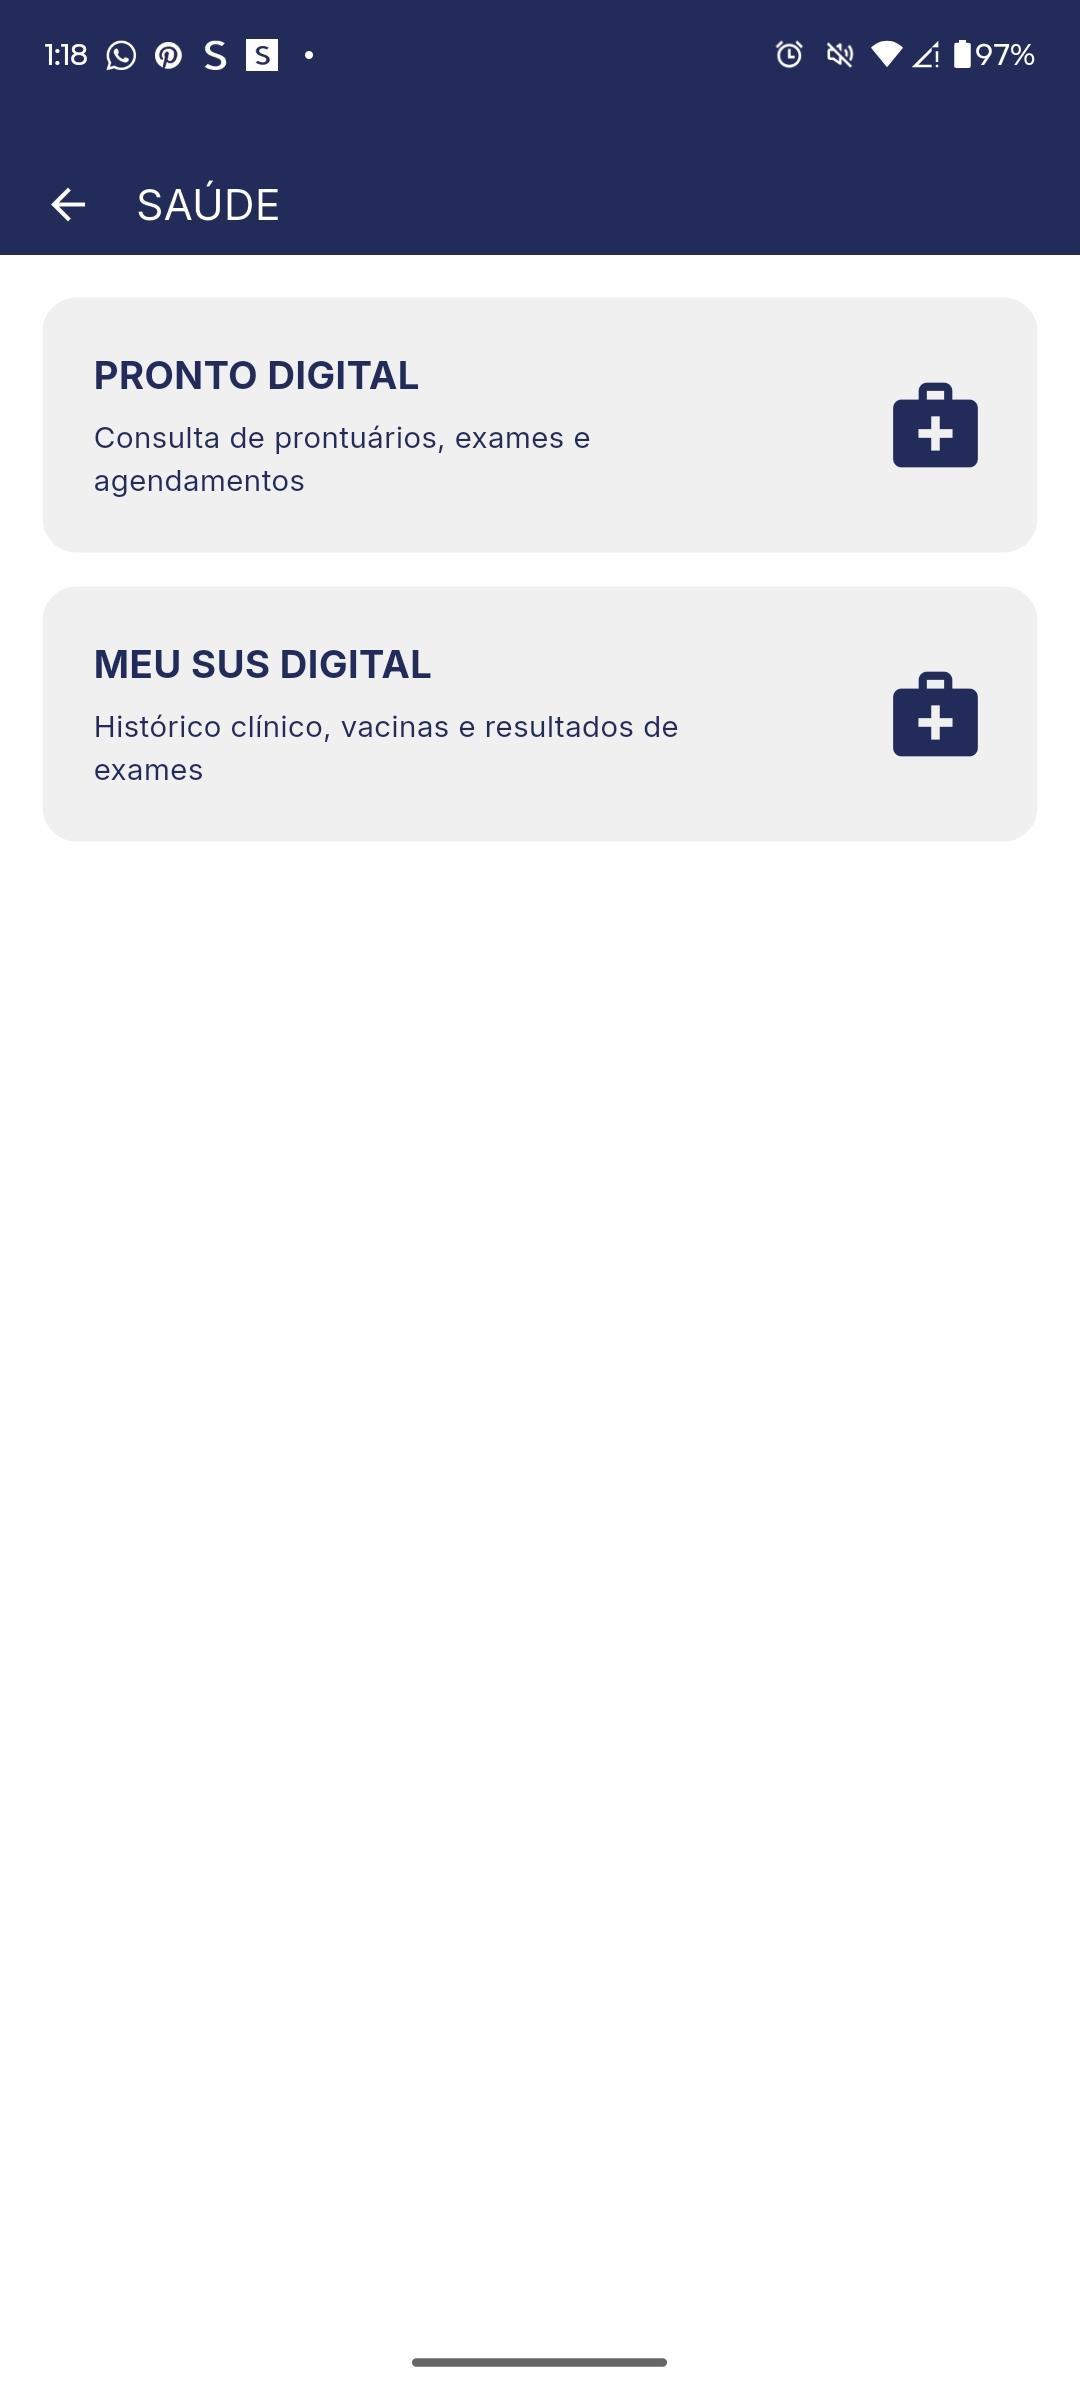 1:18 S S 97%
SAÚDE
PRONTO DIGITAL
Consulta de prontuários, exames e
agendamentos
MEU SUS DIGITAL
Histórico clínico, vacinas e resultados de
exames